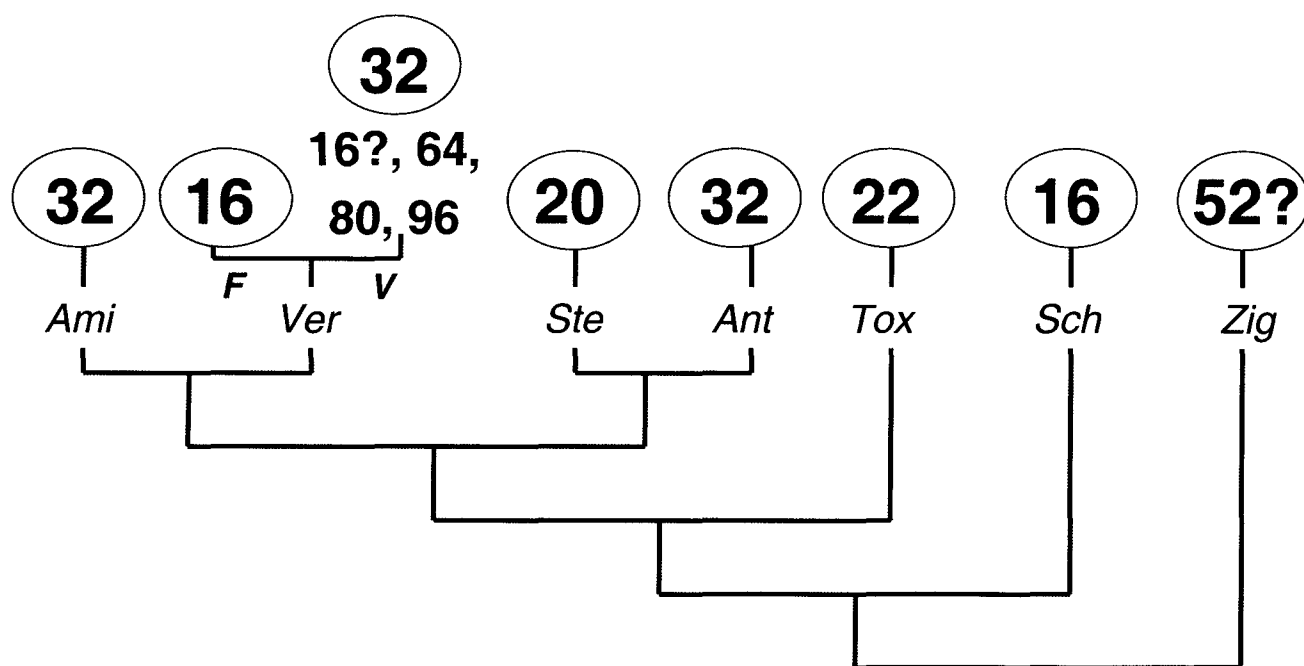 32
16?, 64,
80, 96
32 16 20 32 22 16 52?
F V
Ami Ver Ste Ant Tox Sch Zig